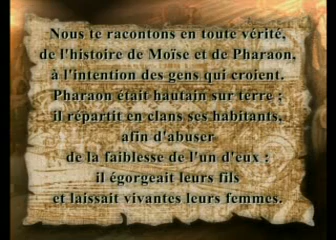 Nous te racontons en toute vérité,
de l'histoire de Moïse et de Pharaon,
à l'intention des gens qui croient.
Pharaon était hautain sur terre ;
il répartit en clans ses habitants,
afin d'abuser
de la faiblesse de l'un d'eux :
il égorgeait leurs fils
et laissait vivantes leurs femmes.